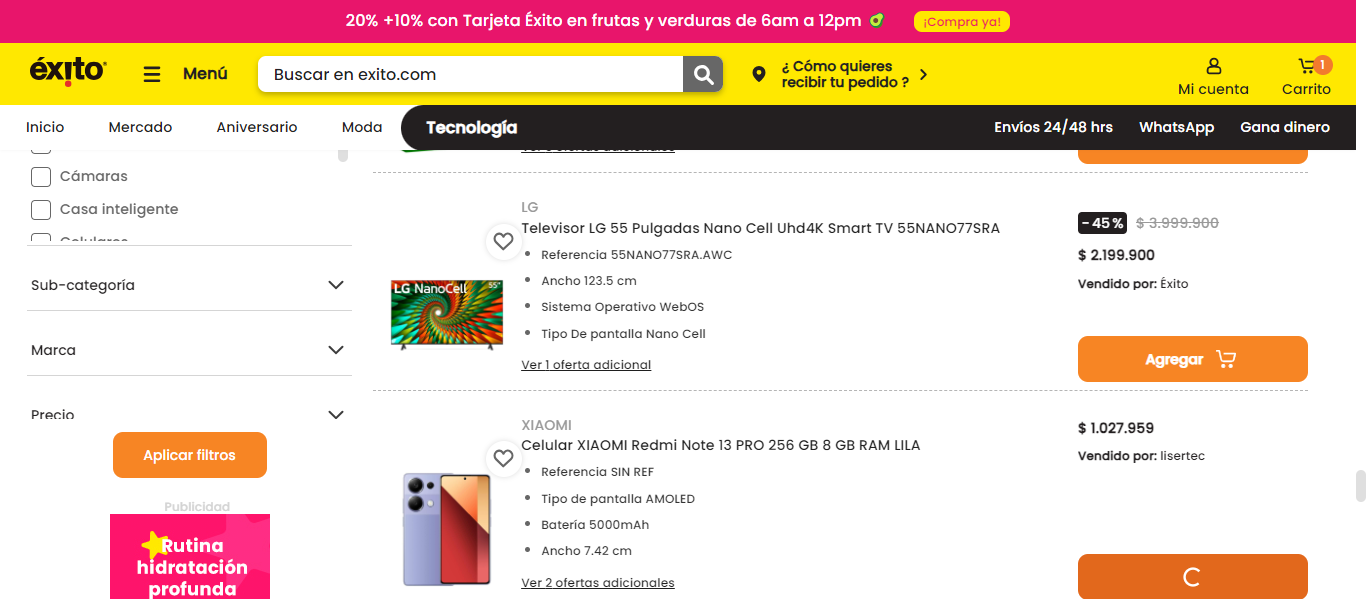 20% +10% con Tarjeta Éxito en frutas y verduras de 6am a 12pm
¡Compra ya!
éxito
Menú
Buscar en exito.com
¿ Cómo quieres
recibir tu pedido ?
Mi cuenta
1
Carrito
Inicio
Mercado
Aniversario
Moda
Tecnología
Envíos 24/48 hrs
WhatsApp
Gana dinero
Cámaras
Casa inteligente
Celulares
Sub-categoría
Marca
Precio
Aplicar filtros
Publicidad
Rutina
hidratación
profunda
LG
Televisor LG 55 Pulgadas Nano Cell Uhd4K Smart TV 55NANO77SRA
Referencia 55NANO77SRA.AWC
Ancho 123.5 cm
Sistema Operativo WebOS
Tipo De pantalla Nano Cell
Ver 1 oferta adicional
LG NanoCell 55"
- 45 % $ 3.999.900
$ 2.199.900
Vendido por: Éxito
Agregar
XIAOMI
Celular XIAOMI Redmi Note 13 PRO 256 GB 8 GB RAM LILA
Referencia SIN REF
Tipo de pantalla AMOLED
Batería 5000mAh
Ancho 7.42 cm
Ver 2 ofertas adicionales
$ 1.027.959
Vendido por: lisertec